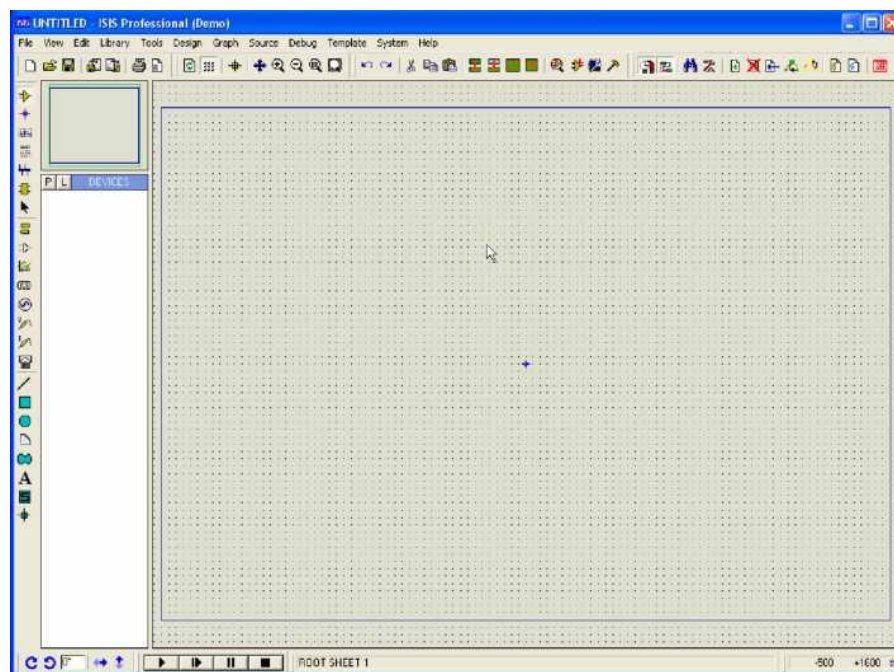 UNTITLED - ISIS Professional (Demo)
File View Edit Library Tools Design Graph Source Debug Template System Help
P L DEVICES
A
ROOT SHEET 1
-500 +1600